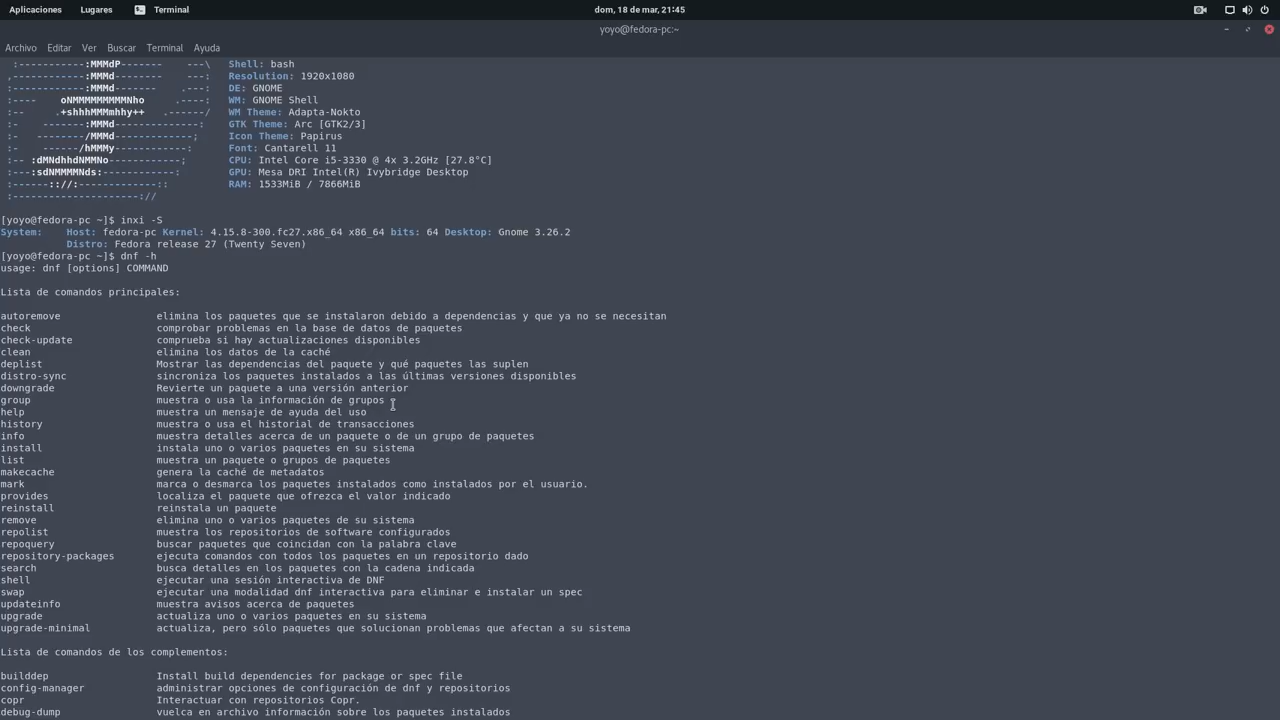 Aplicaciones Lugares Terminal dom, 18 de mar, 21:45
yoyo@fedora-pc:~
Archivo Editar Ver Buscar Terminal Ayuda
:-----------:MMMdP------- ---\ Shell: bash
,------------:MMMd-------- ---: Resolution: 1920x1080
:------------:MMMd------- ---: DE: GNOME
:---- oNMMMMMMMMMNho .----: WM: GNOME Shell
:-- .+shhhMMMmhhy++ .------/ WM Theme: Adapta-Nokto
:- -------:MMMd--------------: GTK Theme: Arc [GTK2/3]
:- --------/MMMd-------------; Icon Theme: Papirus
:- ------/hMMMy------------: Font: Cantarell 11
:-- :dMNdhhdNMMNo------------; CPU: Intel Core i5-3330 @ 4x 3.2GHz [27.8°C]
:---:sdNMMMMNds:------------: GPU: Mesa DRI Intel(R) Ivybridge Desktop
:------:://:-------------:: RAM: 1533MiB / 7866MiB
:---------------------://
[yoyo@fedora-pc ~]$ inxi -S
System: Host: fedora-pc Kernel: 4.15.8-300.fc27.x86_64 x86_64 bits: 64 Desktop: Gnome 3.26.2
Distro: Fedora release 27 (Twenty Seven)
[yoyo@fedora-pc ~]$ dnf -h
usage: dnf [options] COMMAND
Lista de comandos principales:
autoremove elimina los paquetes que se instalaron debido a dependencias y que ya no se necesitan
check comprobar problemas en la base de datos de paquetes
check-update comprueba si hay actualizaciones disponibles
clean elimina los datos de la caché
deplist Mostrar las dependencias del paquete y qué paquetes las suplen
distro-sync sincroniza los paquetes instalados a las últimas versiones disponibles
downgrade Revierte un paquete a una versión anterior
group muestra o usa la información de grupos
help muestra un mensaje de ayuda del uso
history muestra o usa el historial de transacciones
info muestra detalles acerca de un paquete o de un grupo de paquetes
install instala uno o varios paquetes en su sistema
list muestra un paquete o grupos de paquetes
makecache genera la caché de metadatos
mark marca o desmarca los paquetes instalados como instalados por el usuario.
provides localiza el paquete que ofrezca el valor indicado
reinstall reinstala un paquete
remove elimina uno o varios paquetes de su sistema
repolist muestra los repositorios de software configurados
repoquery buscar paquetes que coincidan con la palabra clave
repository-packages ejecuta comandos con todos los paquetes en un repositorio dado
search busca detalles en los paquetes con la cadena indicada
shell ejecutar una sesión interactiva de DNF
swap ejecutar una modalidad dnf interactiva para eliminar e instalar un spec
updateinfo muestra avisos acerca de paquetes
upgrade actualiza uno o varios paquetes en su sistema
upgrade-minimal actualiza, pero sólo paquetes que solucionan problemas que afectan a su sistema
Lista de comandos de los complementos:
builddep Install build dependencies for package or spec file
config-manager administrar opciones de configuración de dnf y repositorios
copr Interactuar con repositorios Copr.
debug-dump vuelca en archivo información sobre los paquetes instalados